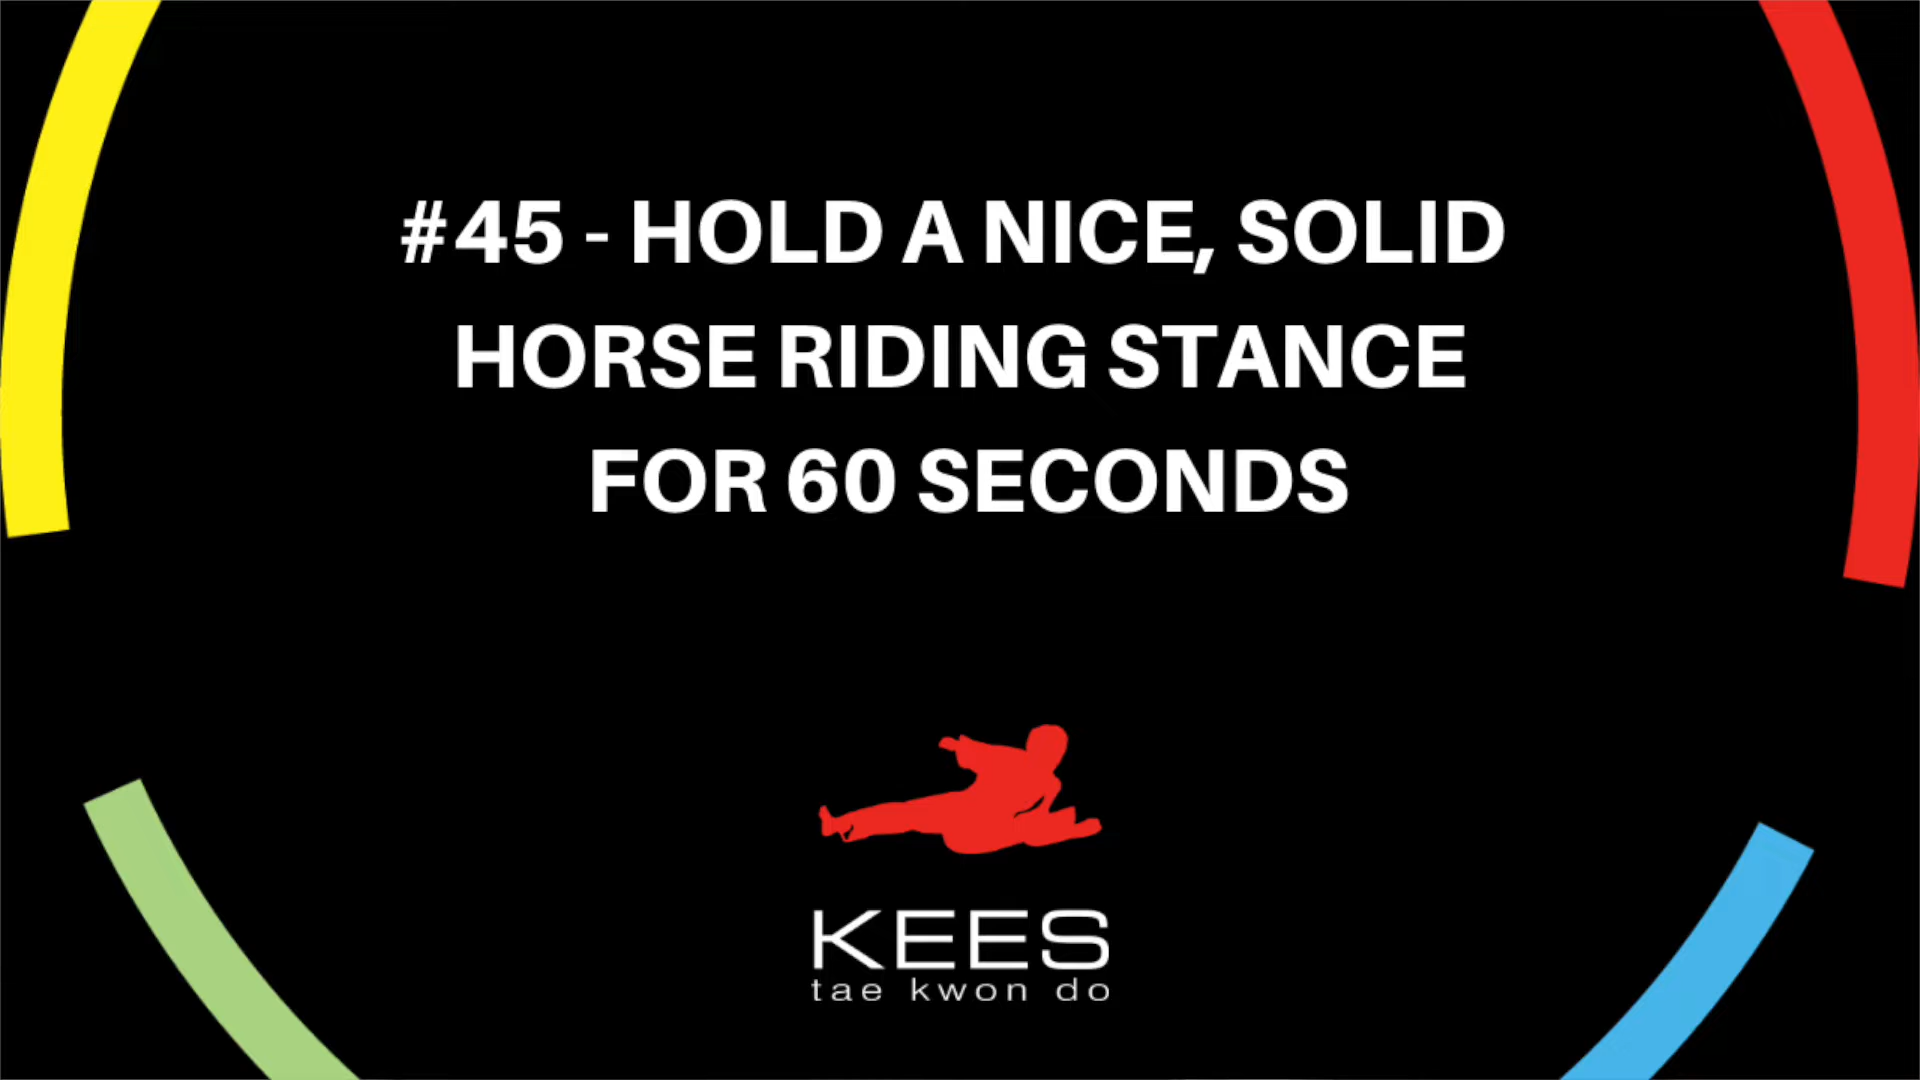 #45 - HOLD A NICE, SOLID
HORSE RIDING STANCE
FOR 60 SECONDS
KEES
tae kwon do